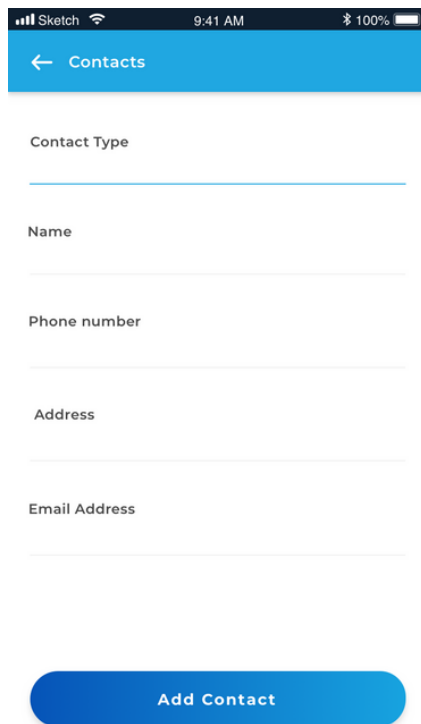 Sketch 9:41 AM 100%
Contacts
Contact Type
Name
Phone number
Address
Email Address
Add Contact